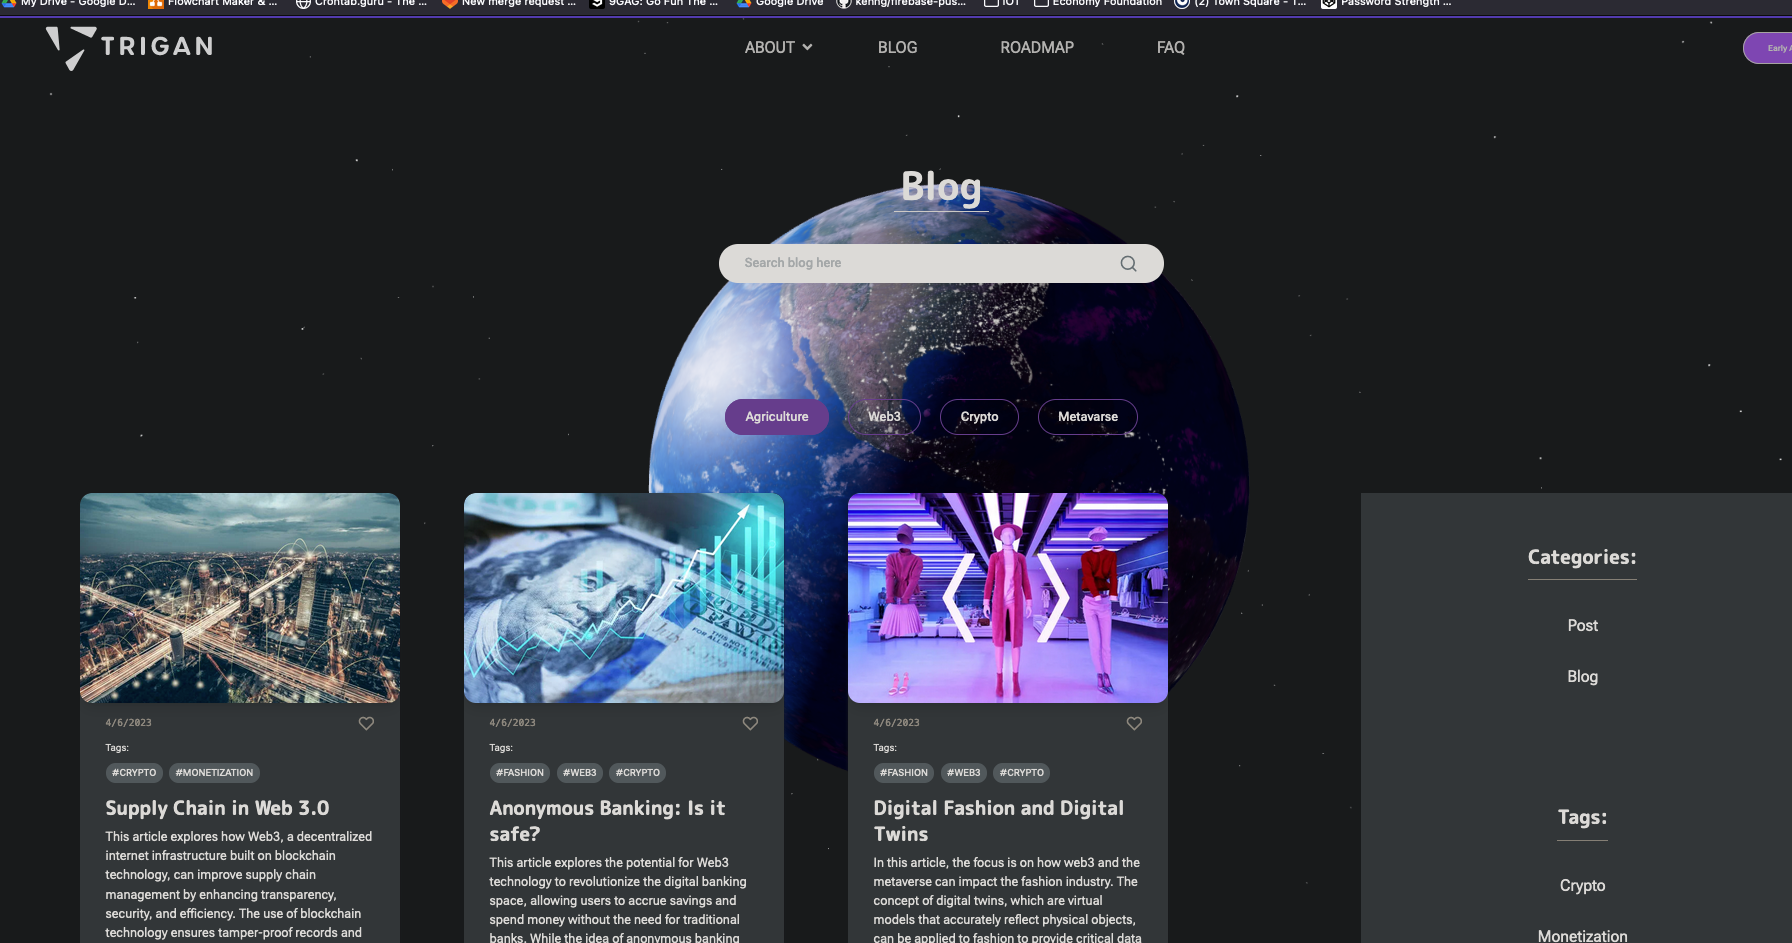 My Drive - Google D...
Flowchart Maker & ...
Crontab.guru - The ...
New merge request ...
9GAG: Go Fun The ...
Google Drive
kenng/firebase-pus...
IOT
Economy Foundation
(2) Town Square - T...
Password Strength ...
TRIGAN
ABOUT
BLOG
ROADMAP
FAQ
Early
Blog
Search blog here
Agriculture
Web3
Crypto
Metavarse
4/6/2023
Tags:
#CRYPTO
#MONETIZATION
Supply Chain in Web 3.0
This article explores how Web3, a decentralized
internet infrastructure built on blockchain
technology, can improve supply chain
management by enhancing transparency,
security, and efficiency. The use of blockchain
technology ensures tamper-proof records and
4/6/2023
Tags:
#FASHION
#WEB3
#CRYPTO
Anonymous Banking: Is it
safe?
This article explores the potential for Web3
technology to revolutionize the digital banking
space, allowing users to accrue savings and
spend money without the need for traditional
banks. While the idea of anonymous banking
4/6/2023
Tags:
#FASHION
#WEB3
#CRYPTO
Digital Fashion and Digital
Twins
In this article, the focus is on how web3 and the
metaverse can impact the fashion industry. The
concept of digital twins, which are virtual
models that accurately reflect physical objects,
can be applied to fashion to provide critical data
Categories:
Post
Blog
Tags:
Crypto
Monetization